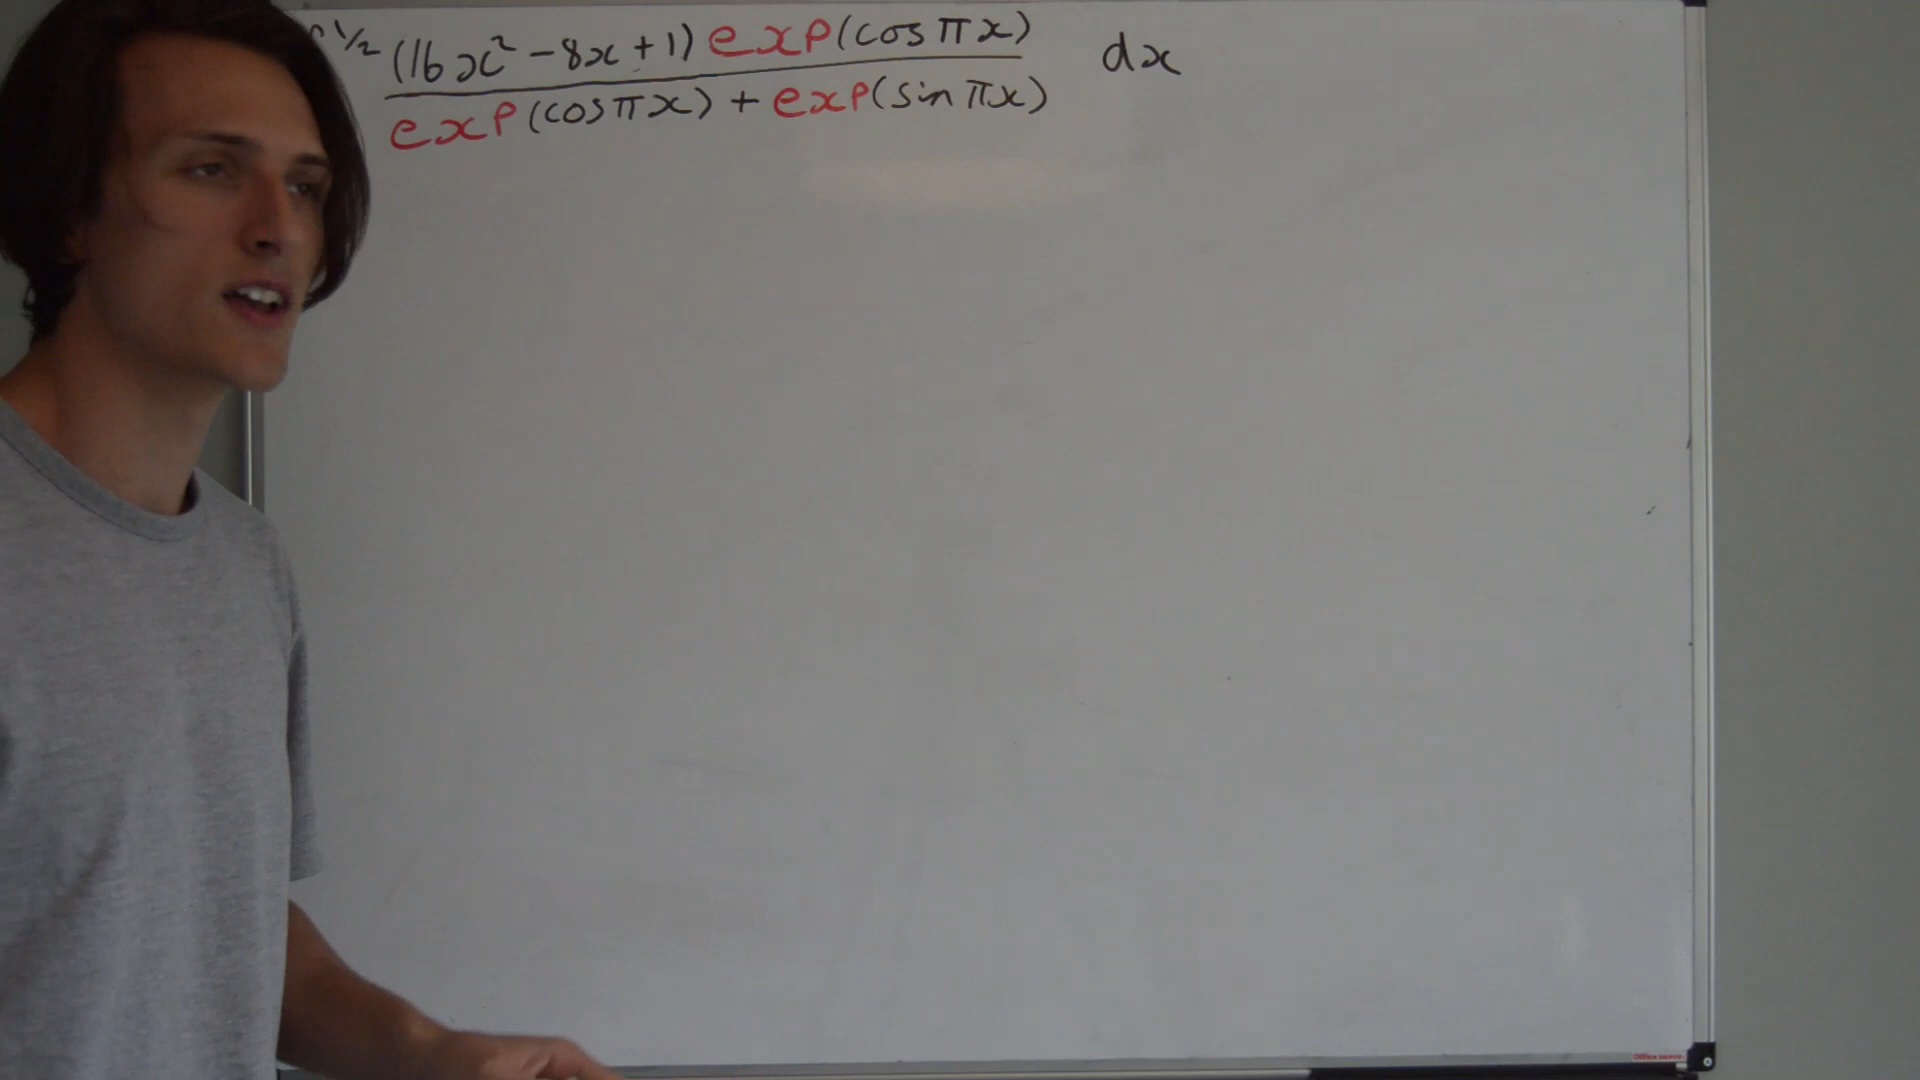 1/2 (16x² - 8x + 1) exp(cos πx) dx
exp(cos πx) + exp(sin πx)